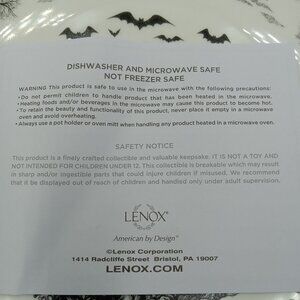 DISHWASHER AND MICROWAVE SAFE
NOT FREEZER SAFE
WARNING This product is safe to use in the microwave with the following precautions:
•Do not permit children to handle product that has been heated in the microwave.
•Heating foods and/or beverages in the microwave may cause this product to become hot.
•To retain the beauty and functionality of this product, never place it empty in a microwave
oven and avoid overheating.
•Always use a pot holder or oven mitt when handling any product heated in a microwave oven.
SAFETY NOTICE
This product is a finely crafted collectible and valuable keepsake. IT IS NOT A TOY AND
NOT INTENDED FOR CHILDREN UNDER 12. This collectible is breakable which may result
in sharp and/or ingestible parts that could injure children if misused. We recommend
that it be displayed out of reach of children and handled only under adult supervision.
LENOX®
American by Design™
©Lenox Corporation
1414 Radcliffe Street Bristol, PA 19007
LENOX.COM